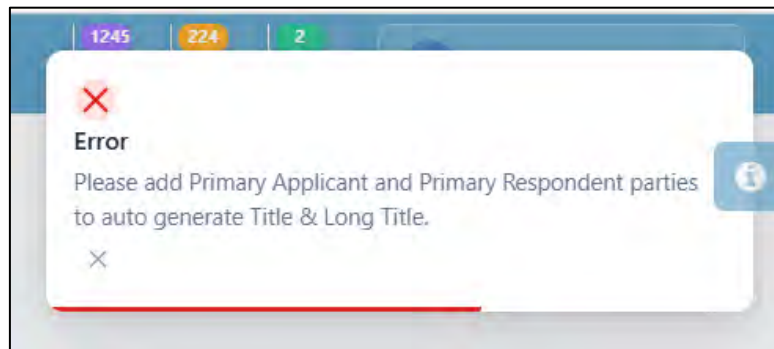 1245 224 2
Error
Please add Primary Applicant and Primary Respondent parties
to auto generate Title & Long Title.